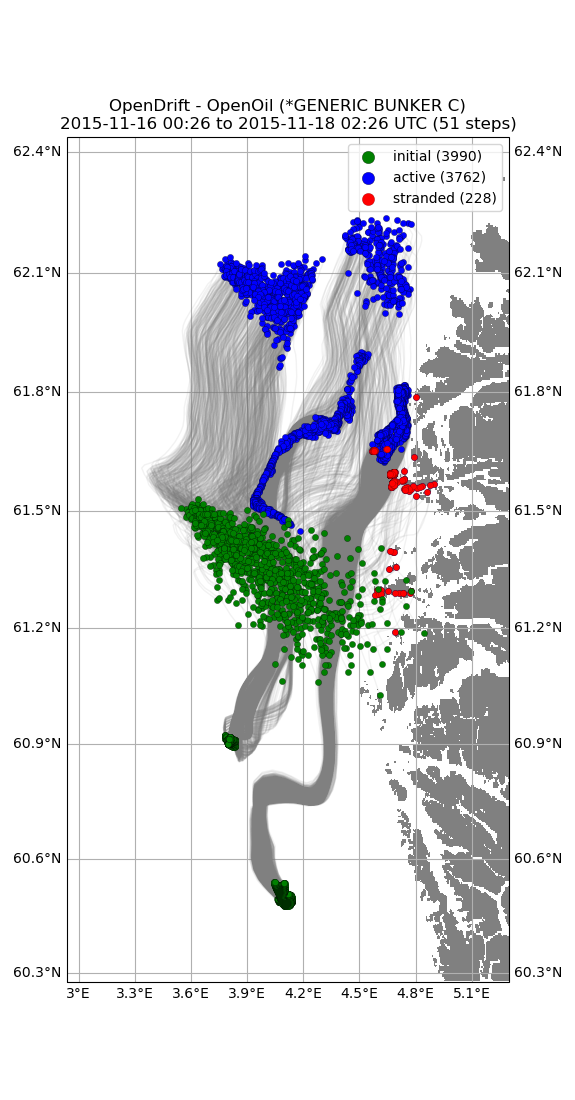 OpenDrift - OpenOil (*GENERIC BUNKER C)
2015-11-16 00:26 to 2015-11-18 02:26 UTC (51 steps)
62.4°N 62.4°N
initial (3990)
active (3762)
stranded (228)
62.1°N 62.1°N
61.8°N 61.8°N
61.5°N 61.5°N
61.2°N 61.2°N
60.9°N 60.9°N
60.6°N 60.6°N
60.3°N 60.3°N
3°E 3.3°E 3.6°E 3.9°E 4.2°E 4.5°E 4.8°E 5.1°E